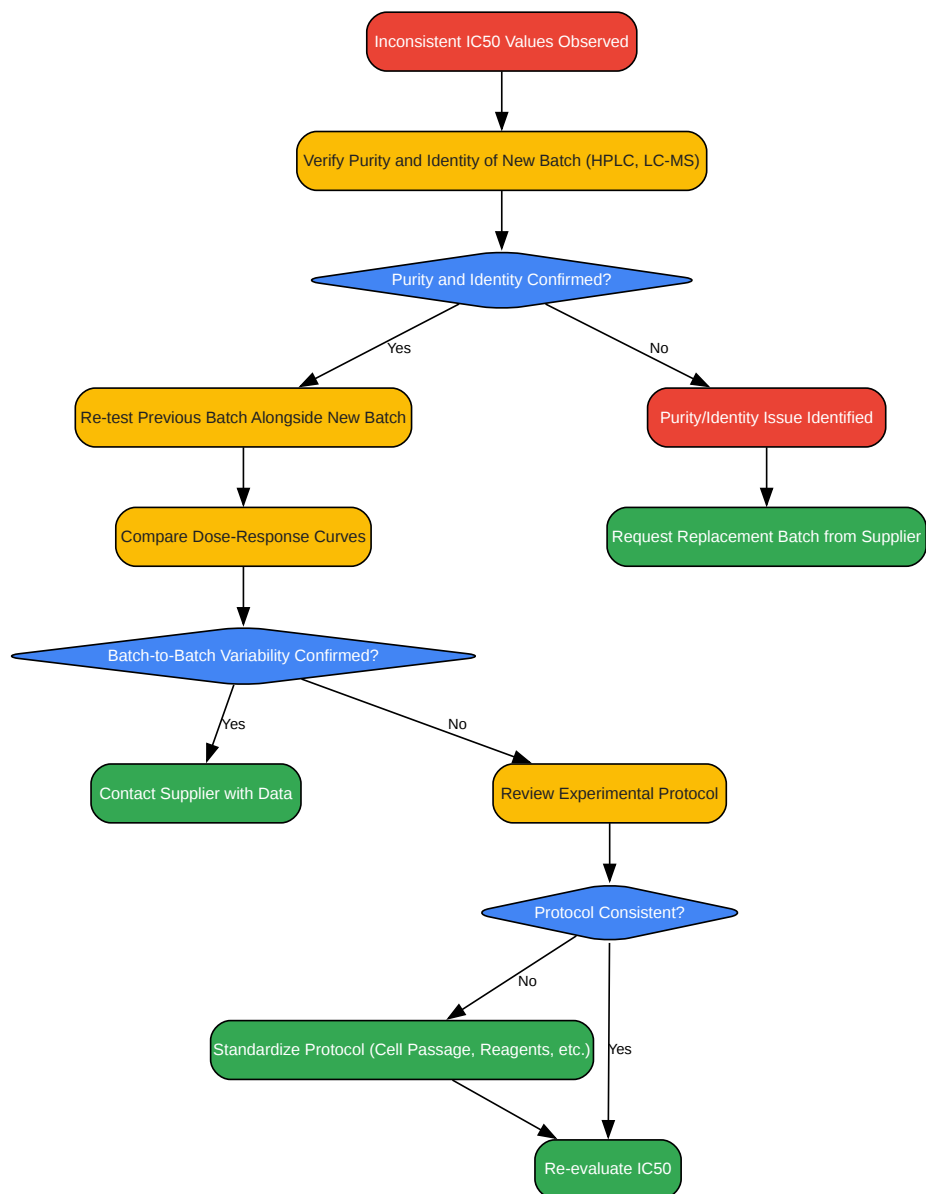 Inconsistent IC50 Values Observed
Verify Purity and Identity of New Batch (HPLC, LC-MS)
Purity and Identity Confirmed?
Yes
No
Re-test Previous Batch Alongside New Batch
Purity/Identity Issue Identified
Compare Dose-Response Curves
Request Replacement Batch from Supplier
Batch-to-Batch Variability Confirmed?
Yes
No
Contact Supplier with Data
Review Experimental Protocol
Protocol Consistent?
No
Standardize Protocol (Cell Passage, Reagents, etc.)
Yes
Re-evaluate IC50